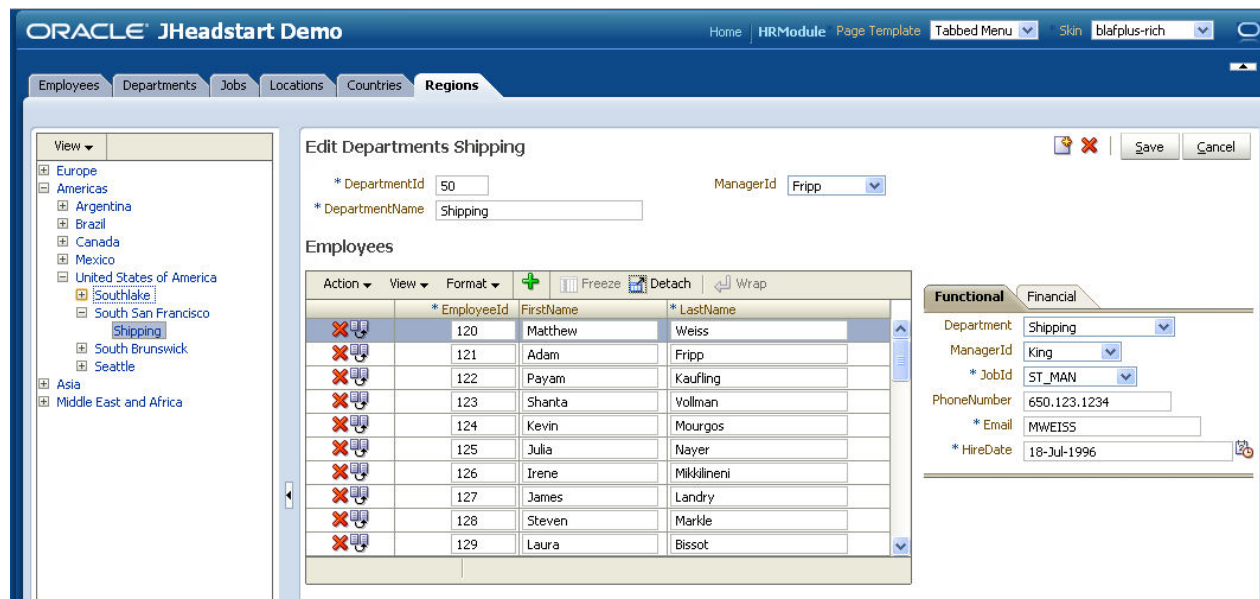 ORACLE JHeadstart Demo
Home HRModule Page Template Tabbed Menu Skin blafplus-rich
Employees Departments Jobs Locations Countries Regions
View
Europe
Americas
Argentina
Brazil
Canada
Mexico
United States of America
Southlake
South San Francisco
Shipping
South Brunswick
Seattle
Asia
Middle East and Africa
Edit Departments Shipping
Save Cancel
* DepartmentId 50
ManagerId Fripp
* DepartmentName Shipping
Employees
Action View Format Freeze Detach Wrap
* EmployeeId FirstName * LastName
120 Matthew Weiss
121 Adam Fripp
122 Payam Kaufling
123 Shanta Vollman
124 Kevin Mourgos
125 Julia Nayer
126 Irene Mikkilineni
127 James Landry
128 Steven Markle
129 Laura Bissot
Functional Financial
Department Shipping
ManagerId King
* JobId ST_MAN
PhoneNumber 650.123.1234
* Email MWEISS
* HireDate 18-Jul-1996